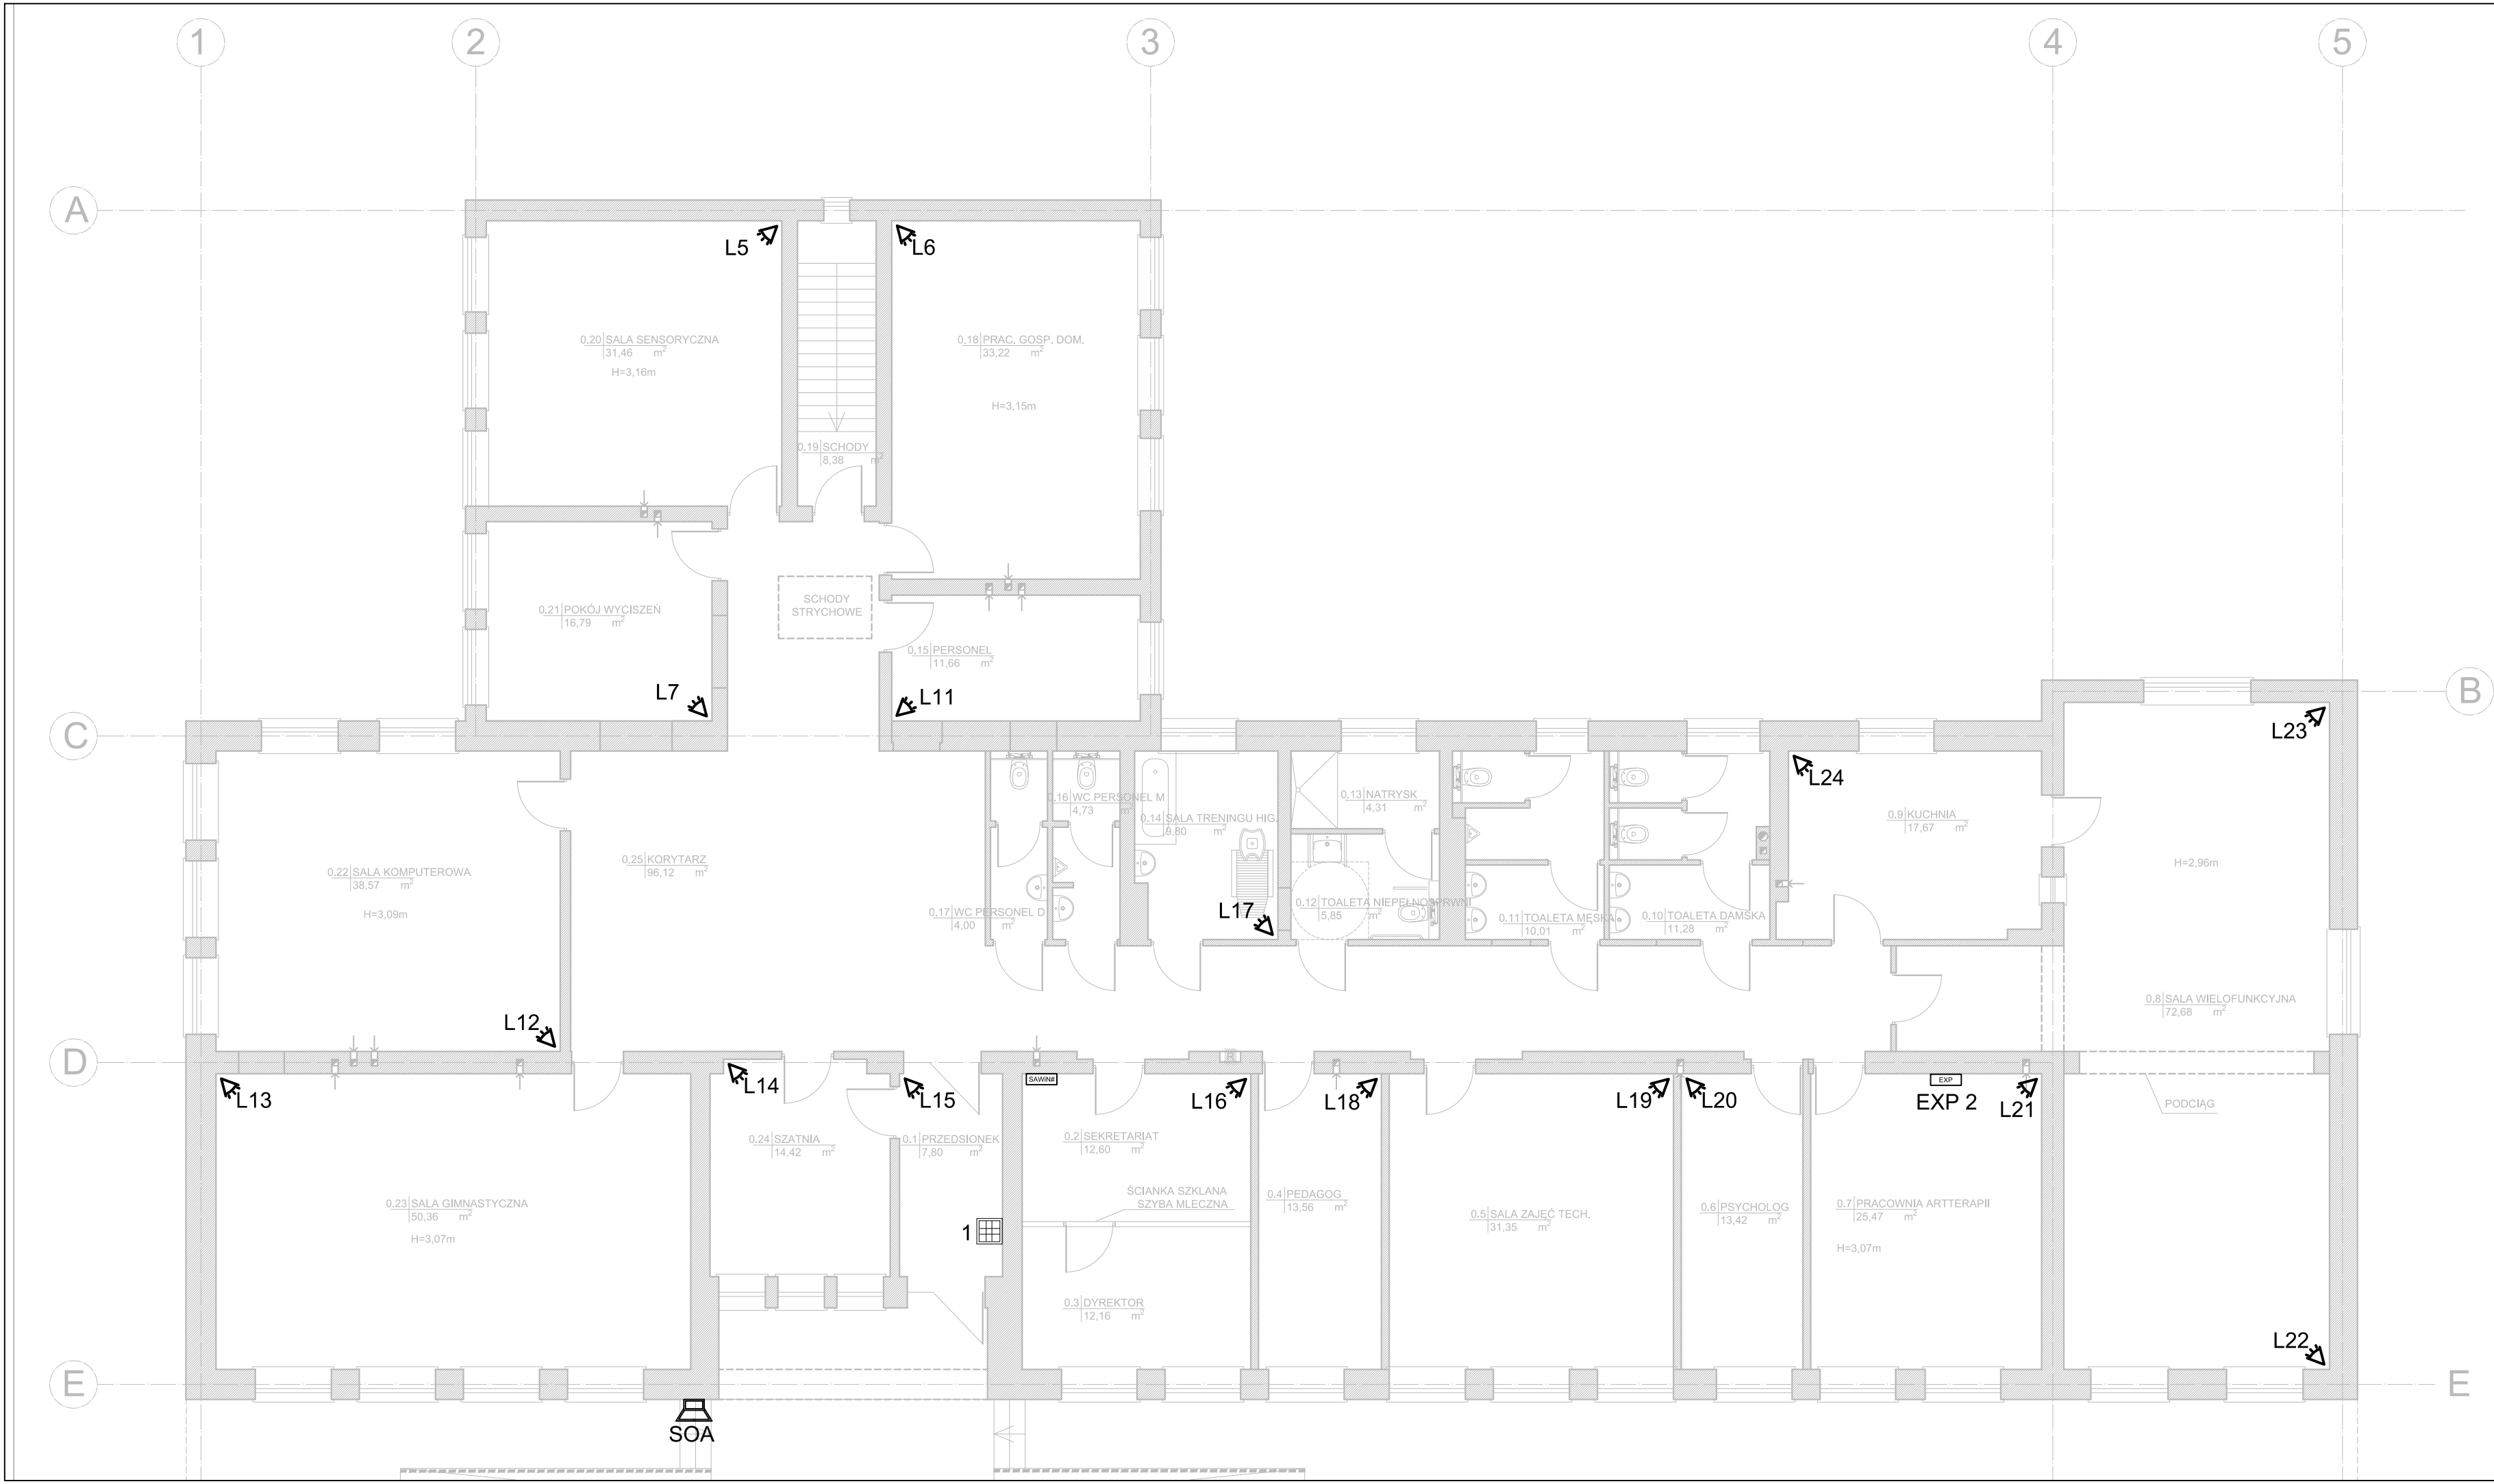 1
2
3
4
5
A
L5
L6
0.20 SALA SENSORYCZNA
31,46 m²
H=3,16m
0.18 PRAC. GOSP. DOM.
33,22 m²
H=3,15m
0.19 SCHODY
8,38 m²
SCHODY
STRYCHOWE
0.21 POKÓJ WYCISZEŃ
16,79 m²
0.15 PERSONEL
11,66 m²
L7
L11
B
C
L23
L24
0.16 WC PERSONEL M
4,73 m²
0.13 NATRYSK
4,31 m²
0.14 SALA TRENINGU HIG.
9,80 m²
0.9 KUCHNIA
17,67 m²
H=2,96m
0.25 KORYTARZ
96,12 m²
0.22 SALA KOMPUTEROWA
38,57 m²
H=3,09m
0.17 WC PERSONEL D
4,00 m²
L17
0.12 TOALETA NIEPEŁNOSPRWNI
5,85 m²
0.11 TOALETA MĘSKA
10,01 m²
0.10 TOALETA DAMSKA
11,28 m²
0.8 SALA WIELOFUNKCYJNA
72,68 m²
L12
D
R
L13
L14
L15
SAWiN#
L16
L18
L19
L20
EXP
EXP 2
L21
PODCIĄG
0.24 SZATNIA
14,42 m²
0.1 PRZEDSIONEK
7,80 m²
0.2 SEKRETARIAT
12,60 m²
ŚCIANKA SZKLANA
SZYBA MLECZNA
0.4 PEDAGOG
13,56 m²
0.23 SALA GIMNASTYCZNA
50,36 m²
H=3,07m
0.5 SALA ZAJĘĆ TECH.
31,35 m²
0.6 PSYCHOLOG
13,42 m²
0.7 PRACOWNIA ARTTERAPII
25,47 m²
H=3,07m
1
0.3 DYREKTOR
12,16 m²
L22
E
E
SOA